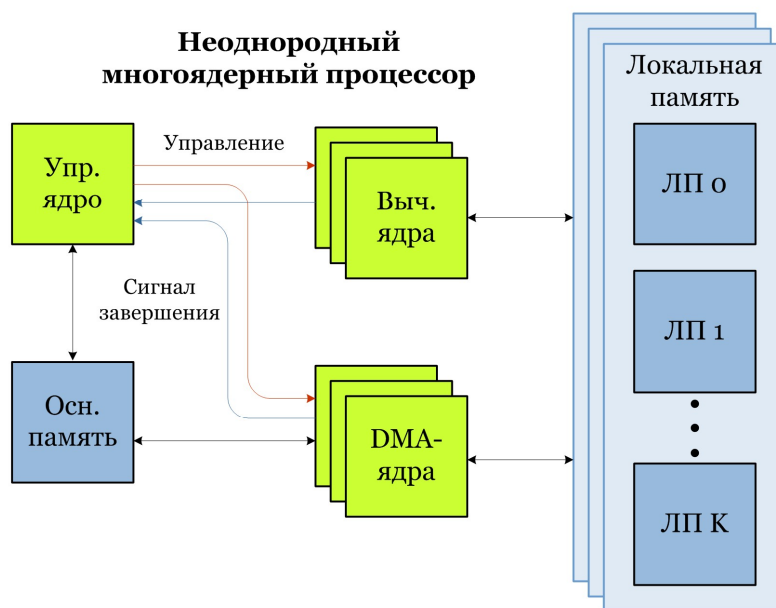 Неоднородный
многоядерный процессор
Локальная
память
Упр.
ядро
Управление
Выч.
ядра
ЛП 0
Сигнал
завершения
ЛП 1
Осн.
память
DMA-
ядра
ЛП K